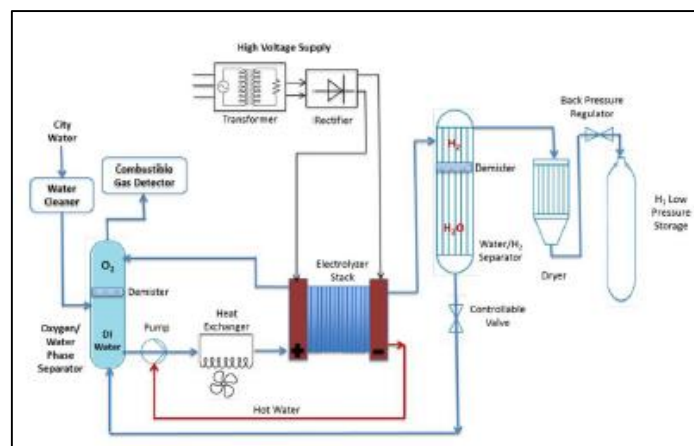 High Voltage Supply
Transformer
Rectifier
City
Water
Water
Cleaner
Combustible
Gas Detector
O₂
Demister
DI
Water
Oxygen/
Water
Phase
Separator
Pump
Heat
Exchanger
Electrolyzer
Stack
+
-
Hot Water
H₂
Demister
H₂O
Water/H₂
Separator
Controllable
Valve
Dryer
Back Pressure
Regulator
H₂ Low
Pressure
Storage